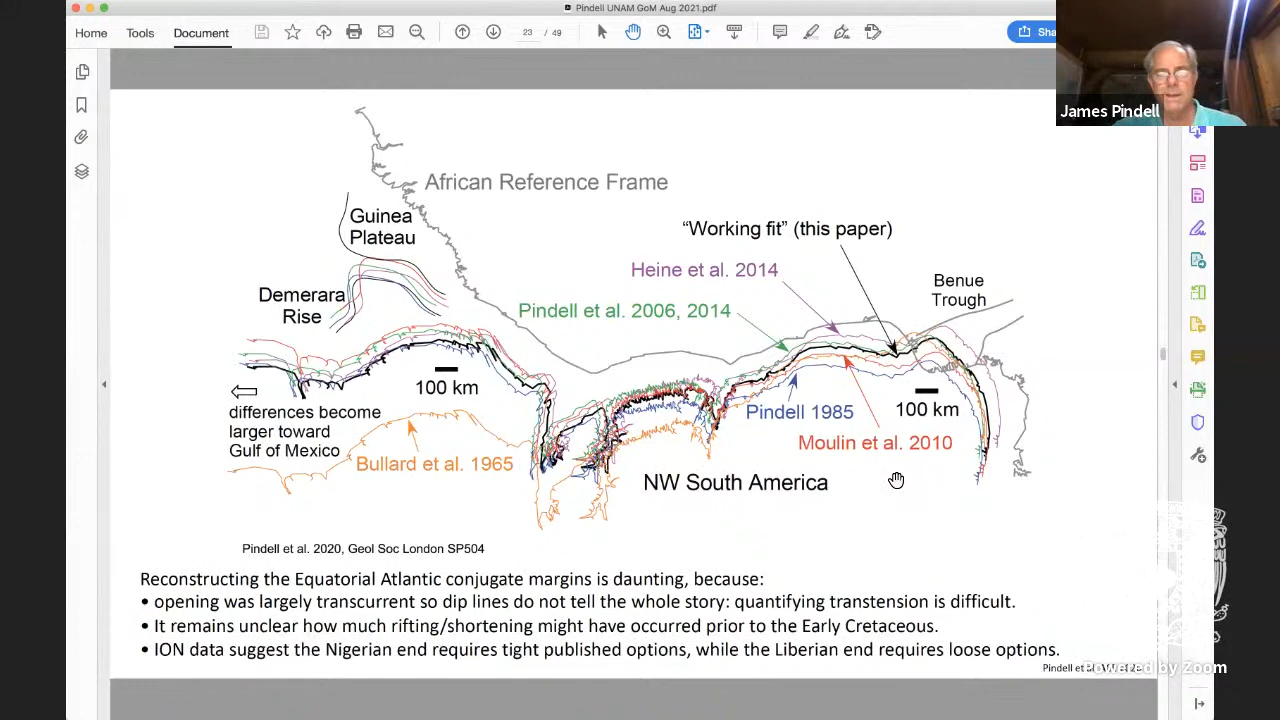 Pindell UNAM GoM Aug 2021.pdf
Home Tools Document
23 / 49
James Pindell
African Reference Frame
Guinea
Plateau
"Working fit" (this paper)
Heine et al. 2014
Benue
Trough
Demerara
Rise
Pindell et al. 2006, 2014
100 km
differences become
larger toward
Gulf of Mexico
Bullard et al. 1965
Pindell 1985
100 km
Moulin et al. 2010
NW South America
Pindell et al. 2020, Geol Soc London SP504
Reconstructing the Equatorial Atlantic conjugate margins is daunting, because:
• opening was largely transcurrent so dip lines do not tell the whole story: quantifying transtension is difficult.
• It remains unclear how much rifting/shortening might have occurred prior to the Early Cretaceous.
• ION data suggest the Nigerian end requires tight published options, while the Liberian end requires loose options.
Powered by Zoom